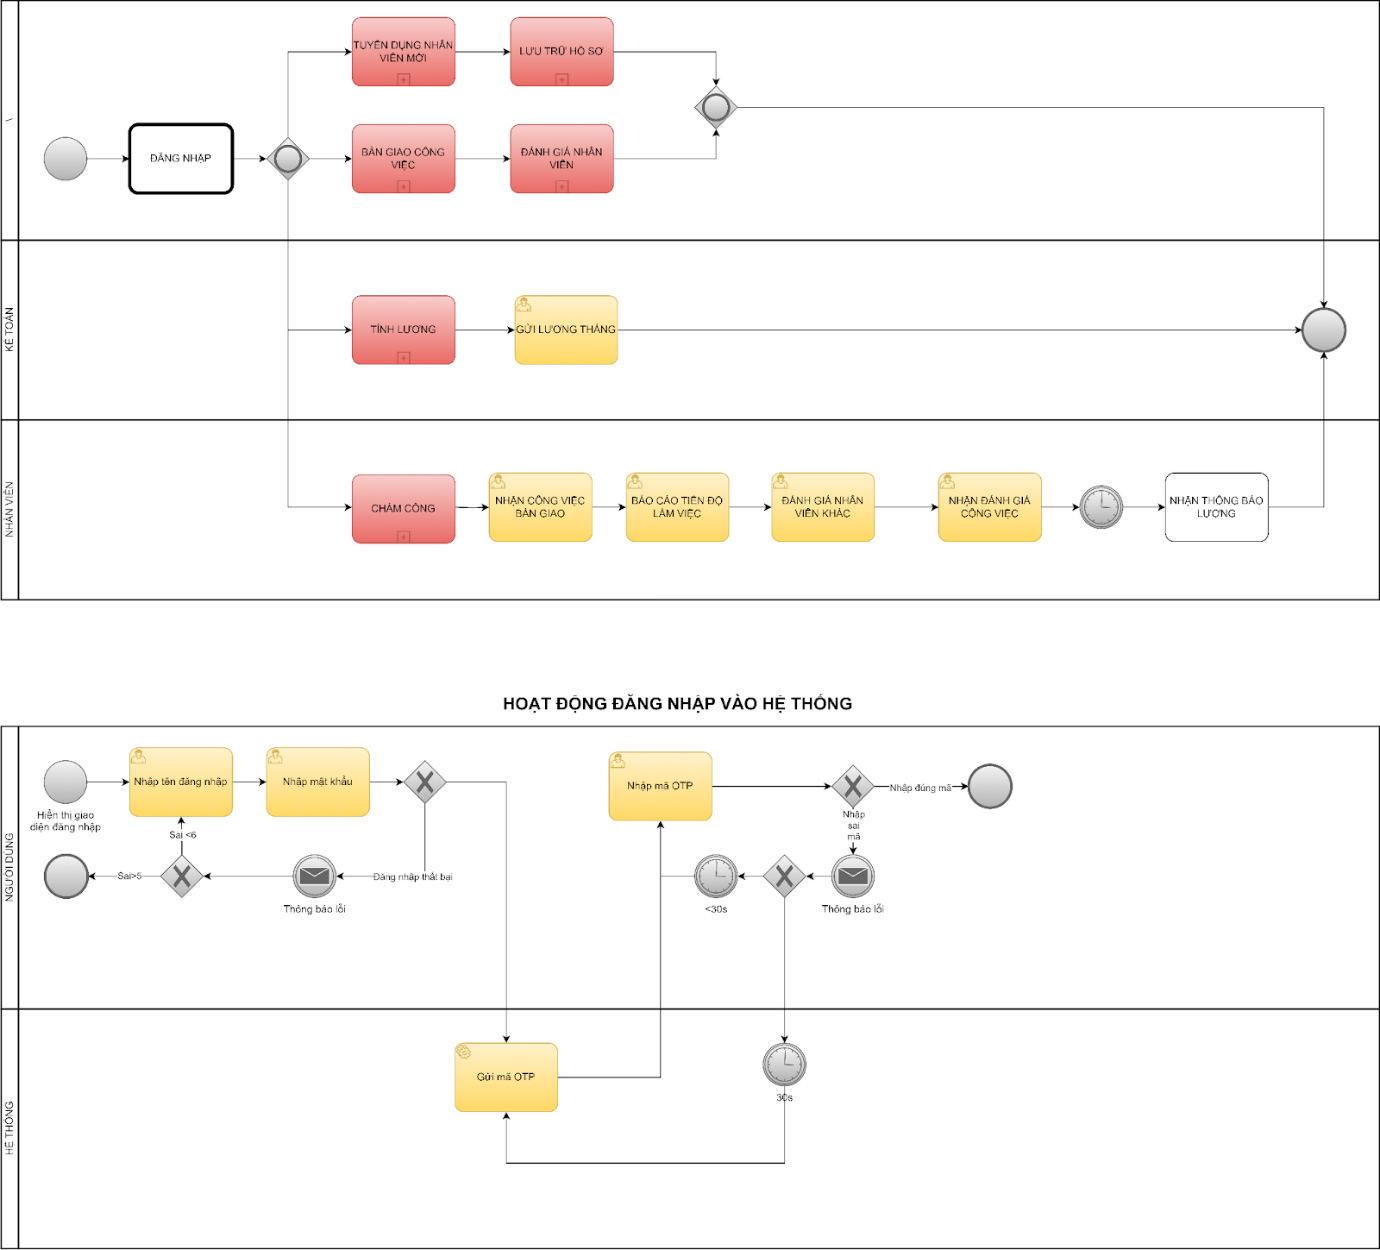 \
TUYỂN DỤNG NHÂN
VIÊN MỚI
LƯU TRỮ HỒ SƠ
ĐĂNG NHẬP
BÀN GIAO CÔNG
VIỆC
ĐÁNH GIÁ NHÂN
VIÊN
KẾ TOÁN
TÍNH LƯƠNG
GỬI LƯƠNG THÁNG
NHÂN VIÊN
CHẤM CÔNG
NHẬN CÔNG VIỆC
BÀN GIAO
BÁO CÁO TIẾN ĐỘ
LÀM VIỆC
ĐÁNH GIÁ NHÂN
VIÊN KHÁC
NHẬN ĐÁNH GIÁ
CÔNG VIỆC
NHẬN THÔNG BÁO
LƯƠNG
HOẠT ĐỘNG ĐĂNG NHẬP VÀO HỆ THỐNG
NGƯỜI DÙNG
Nhập tên đăng nhập
Nhập mật khẩu
Nhập mã OTP
Nhập đúng mã
Hiển thị giao
diện đăng nhập
Nhập
sai
mã
Sai <6
Sai>5
Đăng nhập thất bại
Thông báo lỗi
<30s
Thông báo lỗi
HỆ THỐNG
Gửi mã OTP
30s